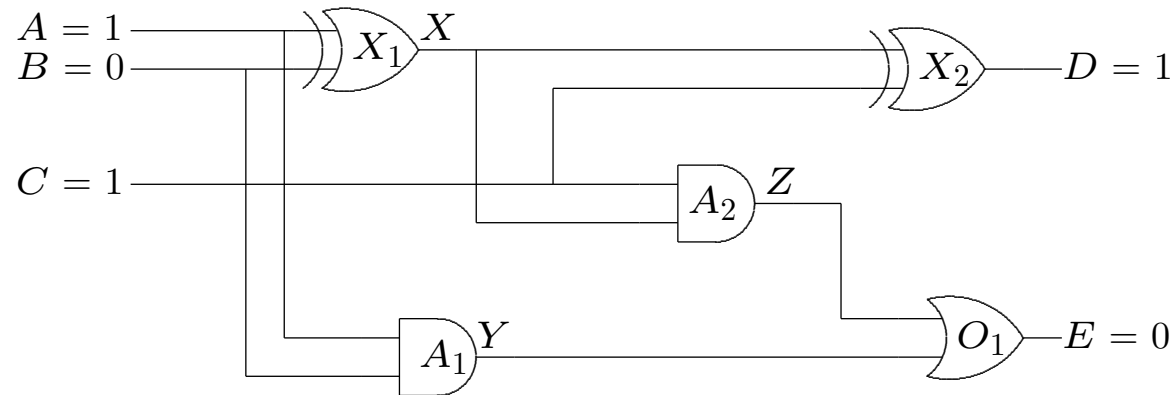 A = 1
X
X₁
B = 0
X₂
D = 1
C = 1
Z
A₂
Y
A₁
O₁
E = 0